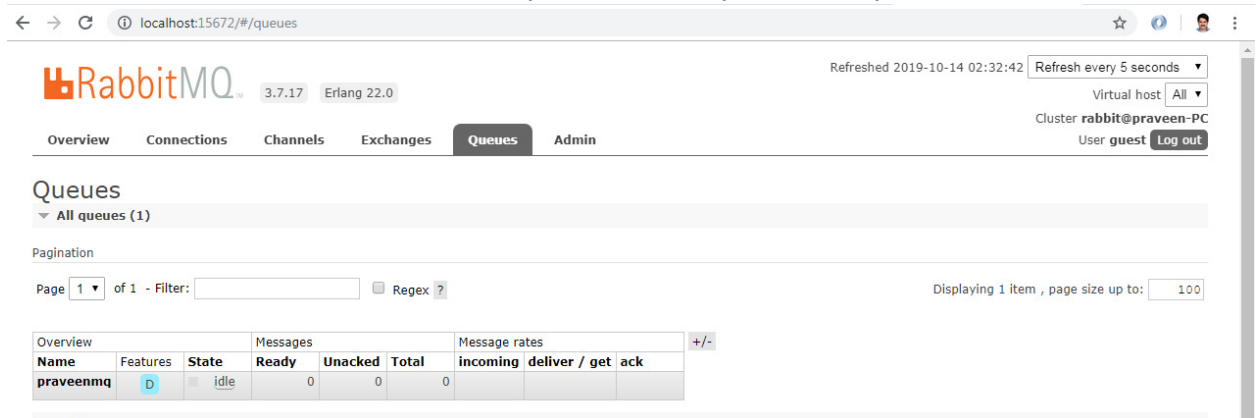 localhost:15672/#/queues
RabbitMQ TM 3.7.17 Erlang 22.0
Refreshed 2019-10-14 02:32:42 Refresh every 5 seconds
Virtual host All
Cluster rabbit@praveen-PC
User guest Log out
Overview Connections Channels Exchanges Queues Admin
Queues
All queues (1)
Pagination
Page 1 of 1 - Filter: Regex ?
Displaying 1 item , page size up to: 100
Overview Messages Message rates +/-
Name Features State Ready Unacked Total incoming deliver / get ack
praveenmq D idle 0 0 0